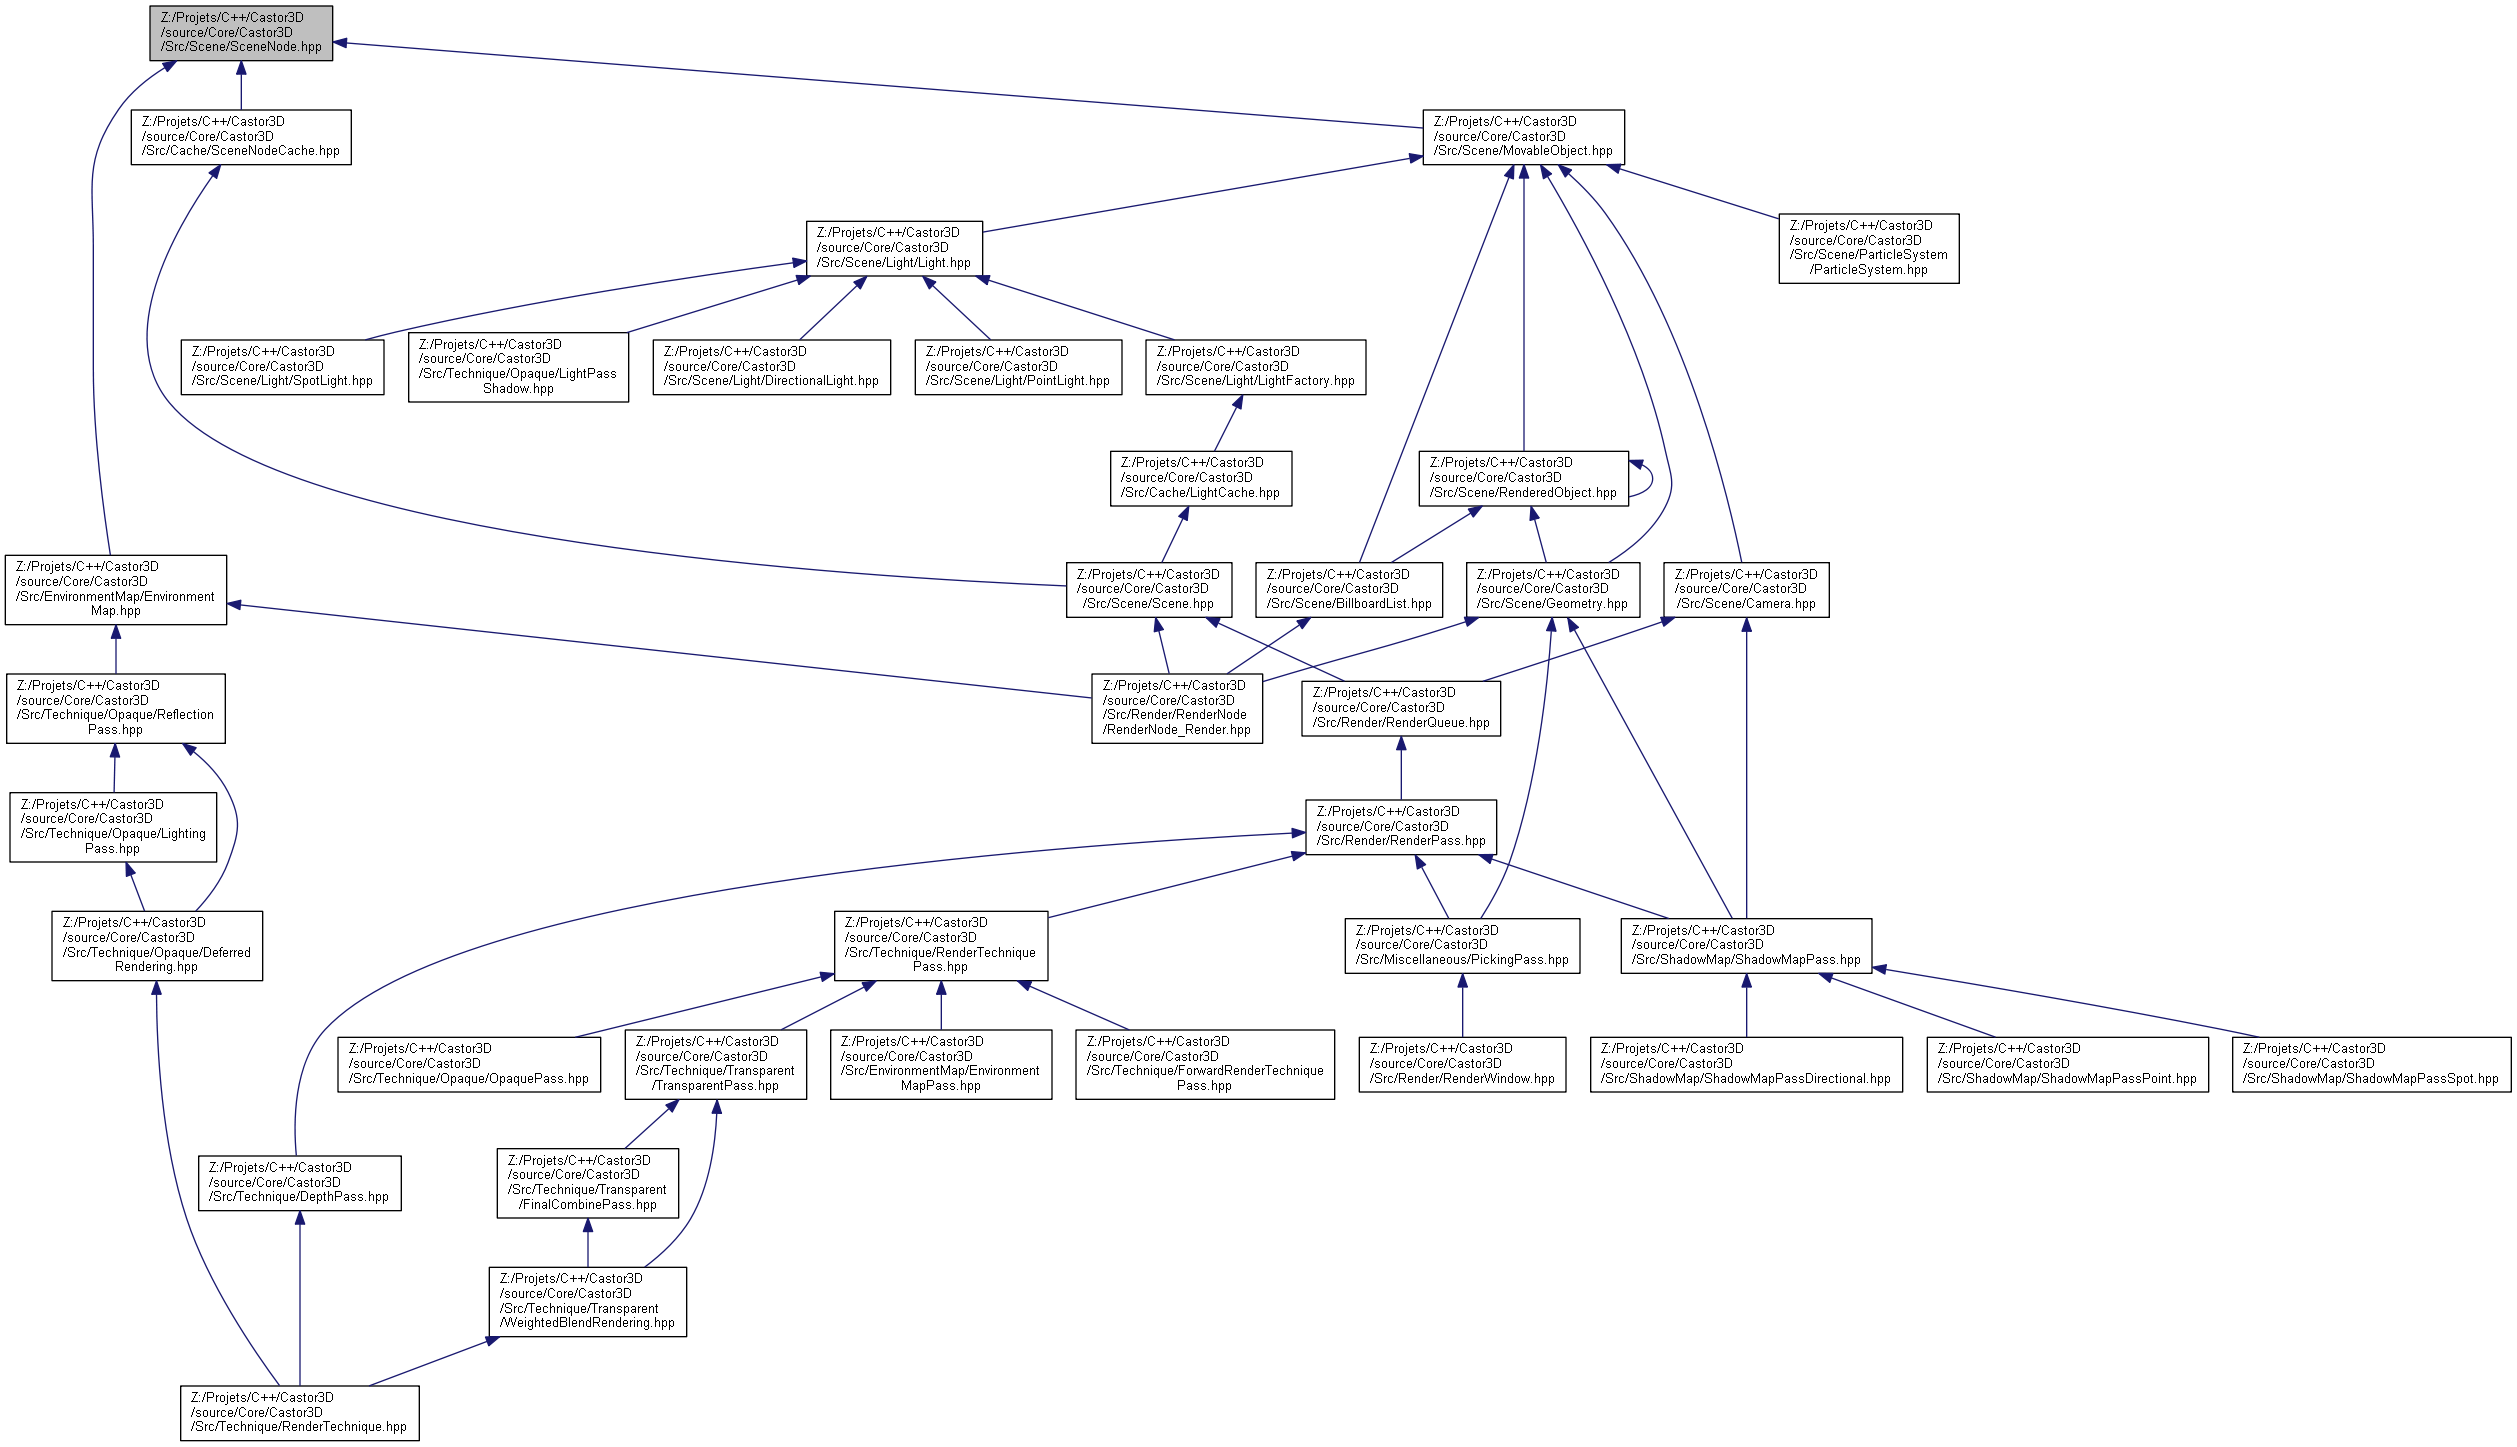 Z:/Projets/C++/Castor3D
/source/Core/Castor3D
/Src/Scene/SceneNode.hpp
Z:/Projets/C++/Castor3D
/source/Core/Castor3D
/Src/Cache/SceneNodeCache.hpp
Z:/Projets/C++/Castor3D
/source/Core/Castor3D
/Src/Scene/MovableObject.hpp
Z:/Projets/C++/Castor3D
/source/Core/Castor3D
/Src/Scene/ParticleSystem
/ParticleSystem.hpp
Z:/Projets/C++/Castor3D
/source/Core/Castor3D
/Src/Scene/Light/Light.hpp
Z:/Projets/C++/Castor3D
/source/Core/Castor3D
/Src/Scene/Light/SpotLight.hpp
Z:/Projets/C++/Castor3D
/source/Core/Castor3D
/Src/Technique/Opaque/LightPass
Shadow.hpp
Z:/Projets/C++/Castor3D
/source/Core/Castor3D
/Src/Scene/Light/DirectionalLight.hpp
Z:/Projets/C++/Castor3D
/source/Core/Castor3D
/Src/Scene/Light/PointLight.hpp
Z:/Projets/C++/Castor3D
/source/Core/Castor3D
/Src/Scene/Light/LightFactory.hpp
Z:/Projets/C++/Castor3D
/source/Core/Castor3D
/Src/Cache/LightCache.hpp
Z:/Projets/C++/Castor3D
/source/Core/Castor3D
/Src/Scene/RenderedObject.hpp
Z:/Projets/C++/Castor3D
/source/Core/Castor3D
/Src/EnvironmentMap/Environment
Map.hpp
Z:/Projets/C++/Castor3D
/source/Core/Castor3D
/Src/Scene/Scene.hpp
Z:/Projets/C++/Castor3D
/source/Core/Castor3D
/Src/Scene/BillboardList.hpp
Z:/Projets/C++/Castor3D
/source/Core/Castor3D
/Src/Scene/Geometry.hpp
Z:/Projets/C++/Castor3D
/source/Core/Castor3D
/Src/Scene/Camera.hpp
Z:/Projets/C++/Castor3D
/source/Core/Castor3D
/Src/Technique/Opaque/Reflection
Pass.hpp
Z:/Projets/C++/Castor3D
/source/Core/Castor3D
/Src/Render/RenderNode
/RenderNode_Render.hpp
Z:/Projets/C++/Castor3D
/source/Core/Castor3D
/Src/Render/RenderQueue.hpp
Z:/Projets/C++/Castor3D
/source/Core/Castor3D
/Src/Technique/Opaque/Lighting
Pass.hpp
Z:/Projets/C++/Castor3D
/source/Core/Castor3D
/Src/Render/RenderPass.hpp
Z:/Projets/C++/Castor3D
/source/Core/Castor3D
/Src/Technique/Opaque/Deferred
Rendering.hpp
Z:/Projets/C++/Castor3D
/source/Core/Castor3D
/Src/Technique/RenderTechnique
Pass.hpp
Z:/Projets/C++/Castor3D
/source/Core/Castor3D
/Src/Miscellaneous/PickingPass.hpp
Z:/Projets/C++/Castor3D
/source/Core/Castor3D
/Src/ShadowMap/ShadowMapPass.hpp
Z:/Projets/C++/Castor3D
/source/Core/Castor3D
/Src/Technique/Opaque/OpaquePass.hpp
Z:/Projets/C++/Castor3D
/source/Core/Castor3D
/Src/Technique/Transparent
/TransparentPass.hpp
Z:/Projets/C++/Castor3D
/source/Core/Castor3D
/Src/EnvironmentMap/Environment
MapPass.hpp
Z:/Projets/C++/Castor3D
/source/Core/Castor3D
/Src/Technique/ForwardRenderTechnique
Pass.hpp
Z:/Projets/C++/Castor3D
/source/Core/Castor3D
/Src/Render/RenderWindow.hpp
Z:/Projets/C++/Castor3D
/source/Core/Castor3D
/Src/ShadowMap/ShadowMapPassDirectional.hpp
Z:/Projets/C++/Castor3D
/source/Core/Castor3D
/Src/ShadowMap/ShadowMapPassPoint.hpp
Z:/Projets/C++/Castor3D
/source/Core/Castor3D
/Src/ShadowMap/ShadowMapPassSpot.hpp
Z:/Projets/C++/Castor3D
/source/Core/Castor3D
/Src/Technique/DepthPass.hpp
Z:/Projets/C++/Castor3D
/source/Core/Castor3D
/Src/Technique/Transparent
/FinalCombinePass.hpp
Z:/Projets/C++/Castor3D
/source/Core/Castor3D
/Src/Technique/Transparent
/WeightedBlendRendering.hpp
Z:/Projets/C++/Castor3D
/source/Core/Castor3D
/Src/Technique/RenderTechnique.hpp